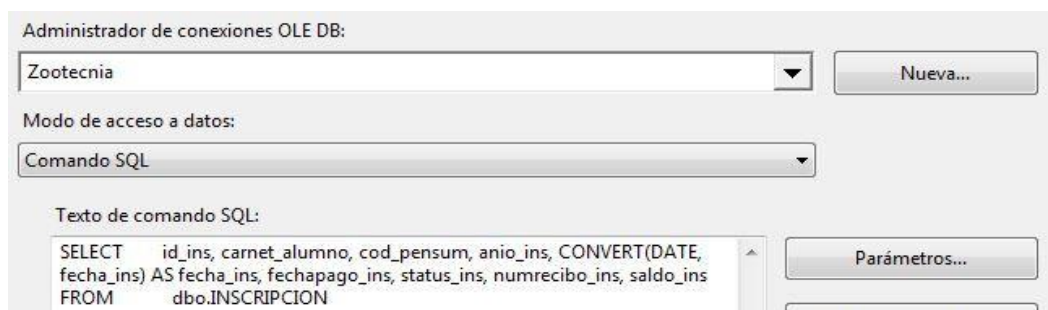 Administrador de conexiones OLE DB:
Zootecnia
Nueva...
Modo de acceso a datos:
Comando SQL
Texto de comando SQL:
SELECT id_ins, carnet_alumno, cod_pensum, anio_ins, CONVERT(DATE,
fecha_ins) AS fecha_ins, fechapago_ins, status_ins, numrecibo_ins, saldo_ins
FROM dbo.INSCRIPCION
Parámetros...